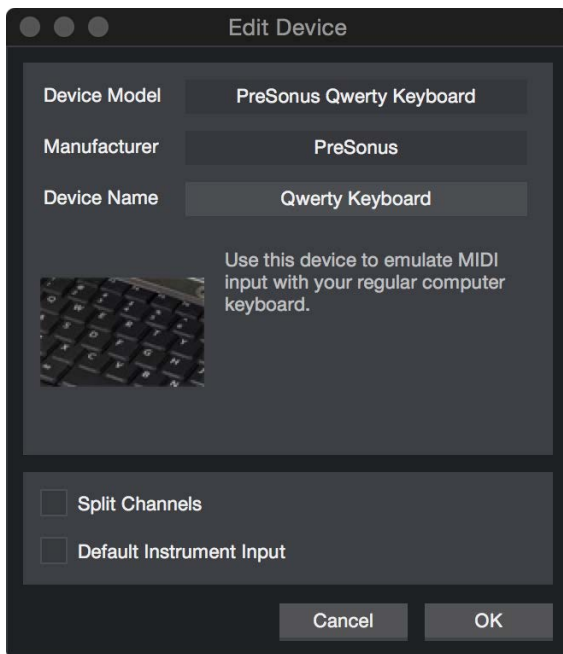 Edit Device
Device Model PreSonus Qwerty Keyboard
Manufacturer PreSonus
Device Name Qwerty Keyboard
Use this device to emulate MIDI
input with your regular computer
keyboard.
Split Channels
Default Instrument Input
Cancel OK